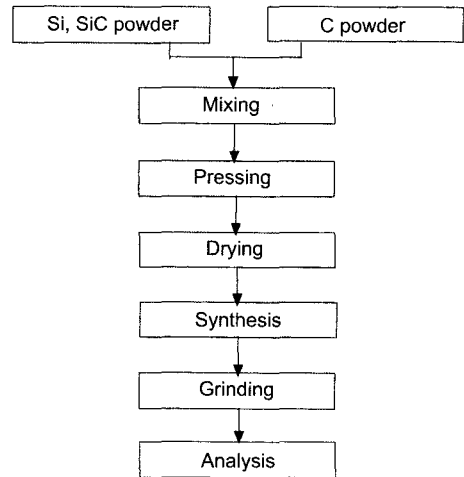 Si, SiC powder
C powder
Mixing
Pressing
Drying
Synthesis
Grinding
Analysis